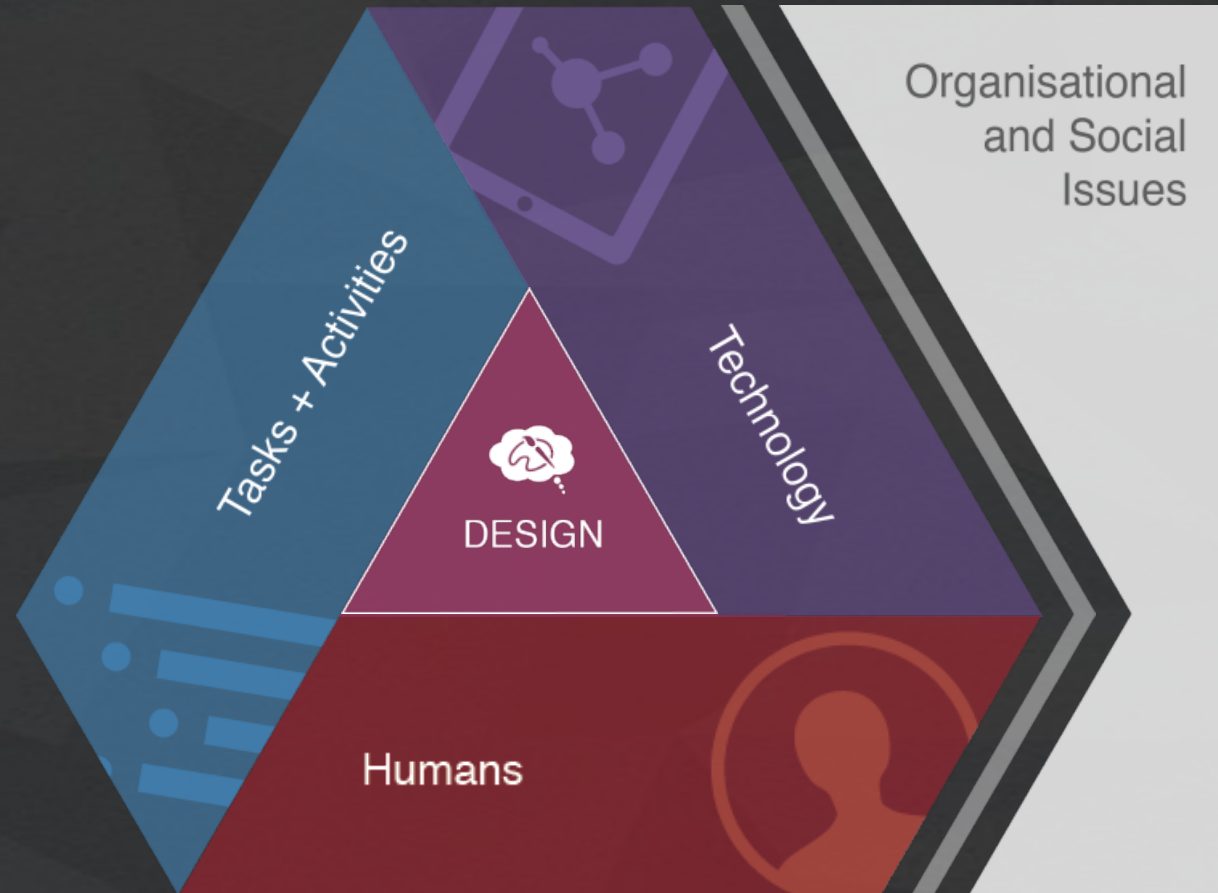 Organisational
and Social
Issues
Tasks + Activities
Technology
DESIGN
Humans